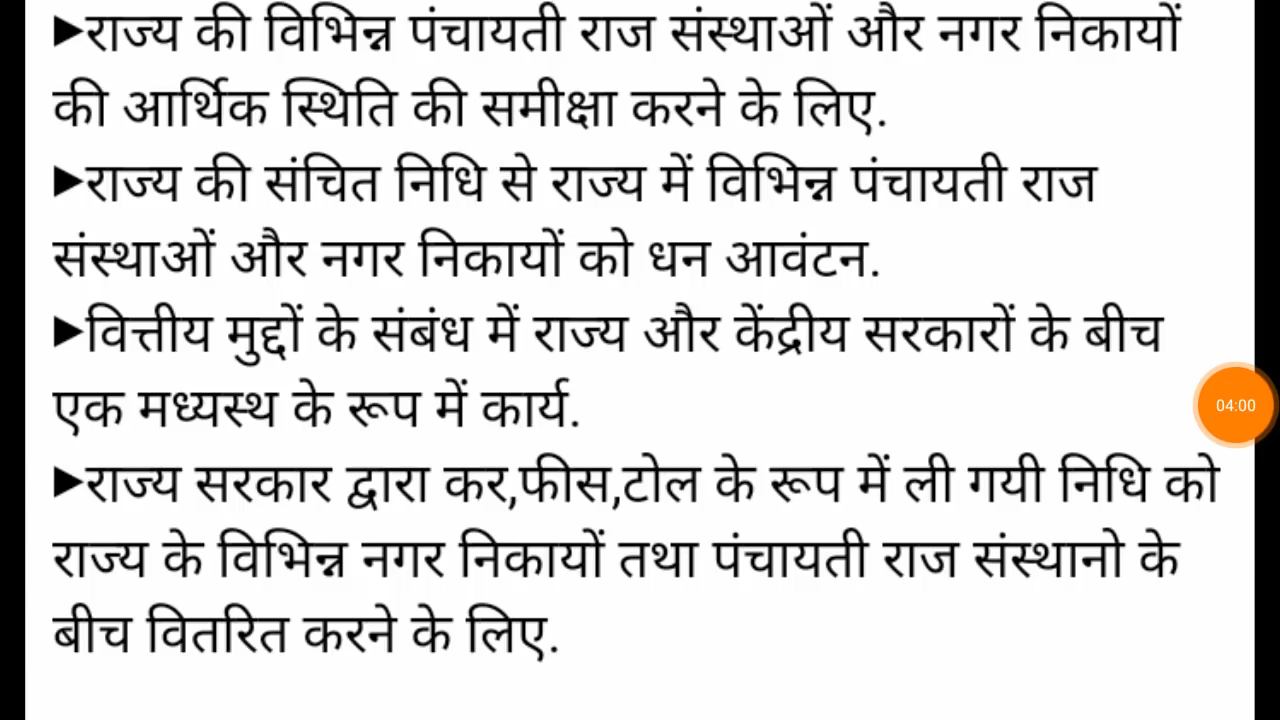 ►राज्य की विभिन्न पंचायती राज संस्थाओं और नगर निकायों
की आर्थिक स्थिति की समीक्षा करने के लिए.
►राज्य की संचित निधि से राज्य में विभिन्न पंचायती राज
संस्थाओं और नगर निकायों को धन आवंटन.
►वित्तीय मुद्दों के संबंध में राज्य और केंद्रीय सरकारों के बीच
एक मध्यस्थ के रूप में कार्य.
04:00
►राज्य सरकार द्वारा कर,फीस,टोल के रूप में ली गयी निधि को
राज्य के विभिन्न नगर निकायों तथा पंचायती राज संस्थानो के
बीच वितरित करने के लिए.